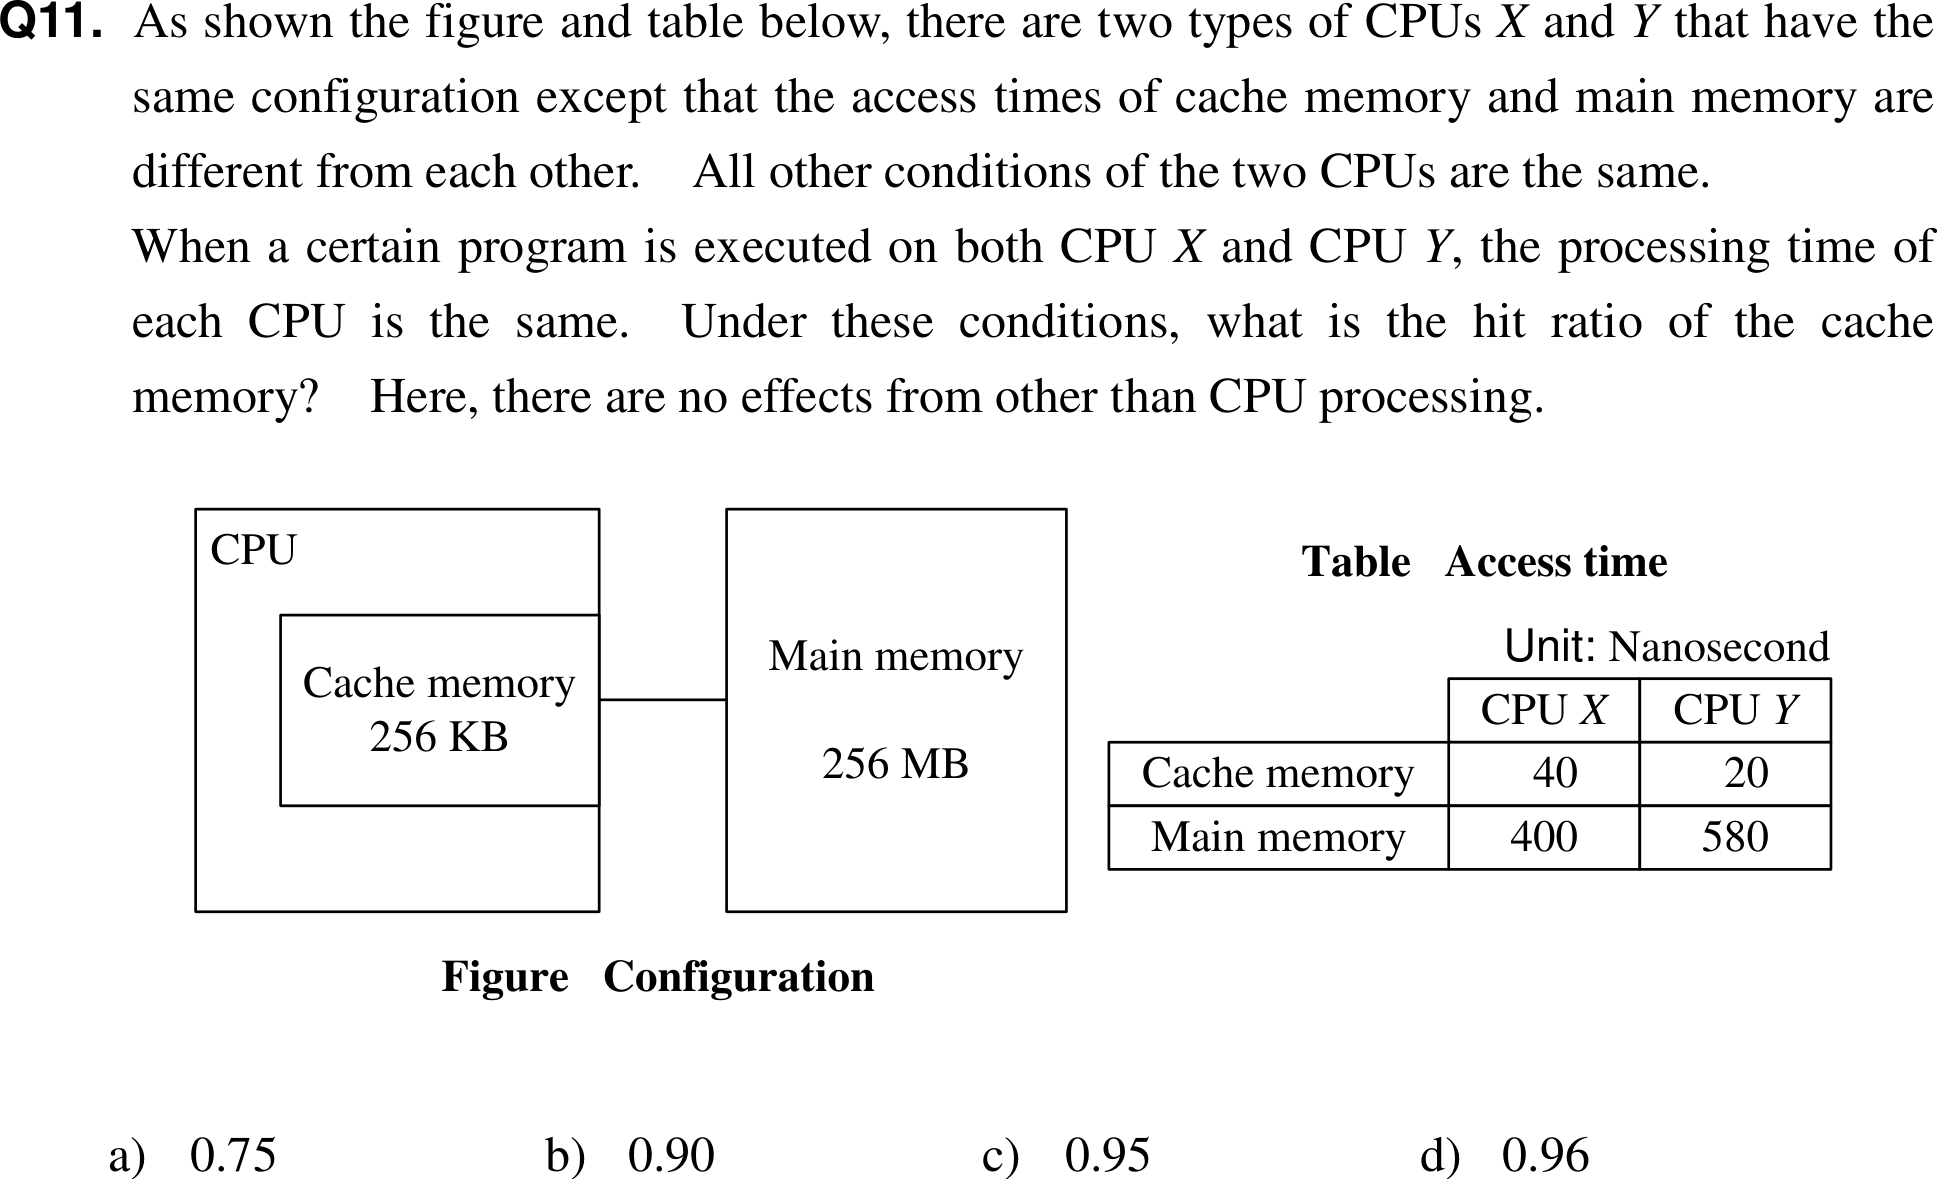 Q11. As shown the figure and table below, there are two types of CPUs X and Y that have the
same configuration except that the access times of cache memory and main memory are
different from each other. All other conditions of the two CPUs are the same.
When a certain program is executed on both CPU X and CPU Y, the processing time of
each CPU is the same. Under these conditions, what is the hit ratio of the cache
memory? Here, there are no effects from other than CPU processing.
CPU
Cache memory
256 KB
Main memory
256 MB
Figure Configuration
Table Access time
Unit: Nanosecond
CPU X CPU Y
Cache memory 40 20
Main memory 400 580
a) 0.75 b) 0.90 c) 0.95 d) 0.96